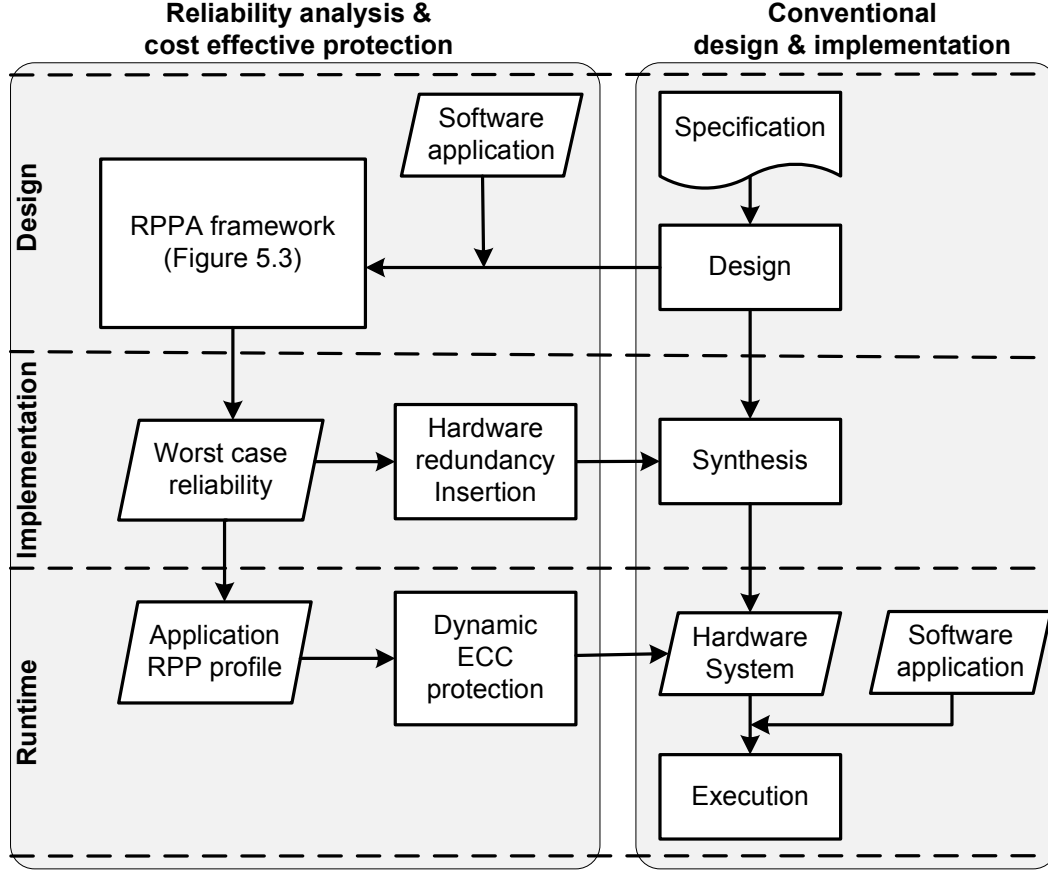 Reliability analysis &
cost effective protection
Conventional
design & implementation
Design
Software
application
Specification
RPPA framework
(Figure 5.3)
Design
Implementation
Worst case
reliability
Hardware
redundancy
Insertion
Synthesis
Runtime
Application
RPP profile
Dynamic
ECC
protection
Hardware
System
Software
application
Execution